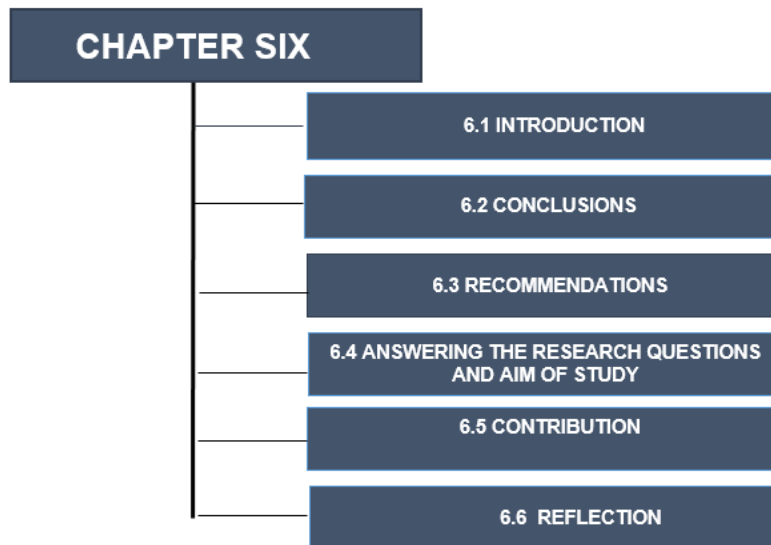 CHAPTER SIX
6.1 INTRODUCTION
6.2 CONCLUSIONS
6.3 RECOMMENDATIONS
6.4 ANSWERING THE RESEARCH QUESTIONS
AND AIM OF STUDY
6.5 CONTRIBUTION
6.6 REFLECTION